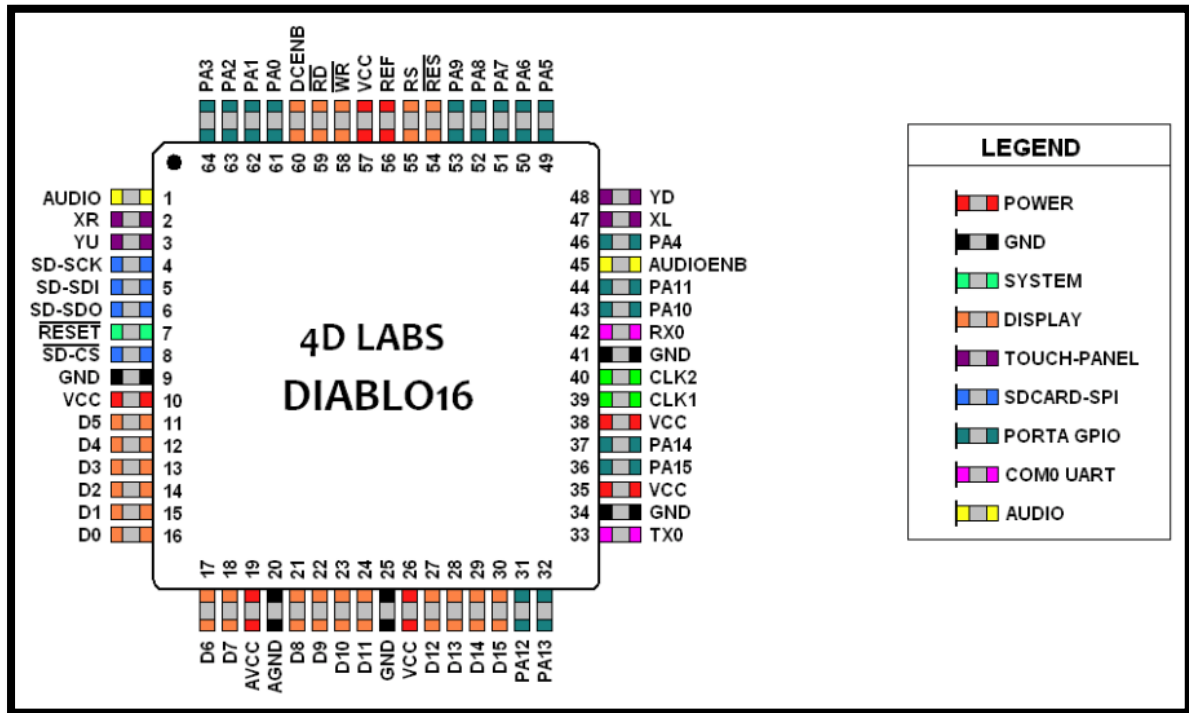 PA3 PA2 PA1 PA0 DCENB RD WR VCC REF RS RES PA9 PA8 PA7 PA6 PA5
64 63 62 61 60 59 58 57 56 55 54 53 52 51 50 49
AUDIO 1
XR 2
YU 3
SD-SCK 4
SD-SDI 5
SD-SDO 6
RESET 7
SD-CS 8
GND 9
VCC 10
D5 11
D4 12
D3 13
D2 14
D1 15
D0 16
4D LABS
DIABLO16
48 YD
47 XL
46 PA4
45 AUDIOENB
44 PA11
43 PA10
42 RX0
41 GND
40 CLK2
39 CLK1
38 VCC
37 PA14
36 PA15
35 VCC
34 GND
33 TX0
17 18 19 20 21 22 23 24 25 26 27 28 29 30 31 32
D6 D7 AVCC AGND D8 D9 D10 D11 GND VCC D12 D13 D14 D15 PA12 PA13
LEGEND
POWER
GND
SYSTEM
DISPLAY
TOUCH-PANEL
SDCARD-SPI
PORTA GPIO
COM0 UART
AUDIO